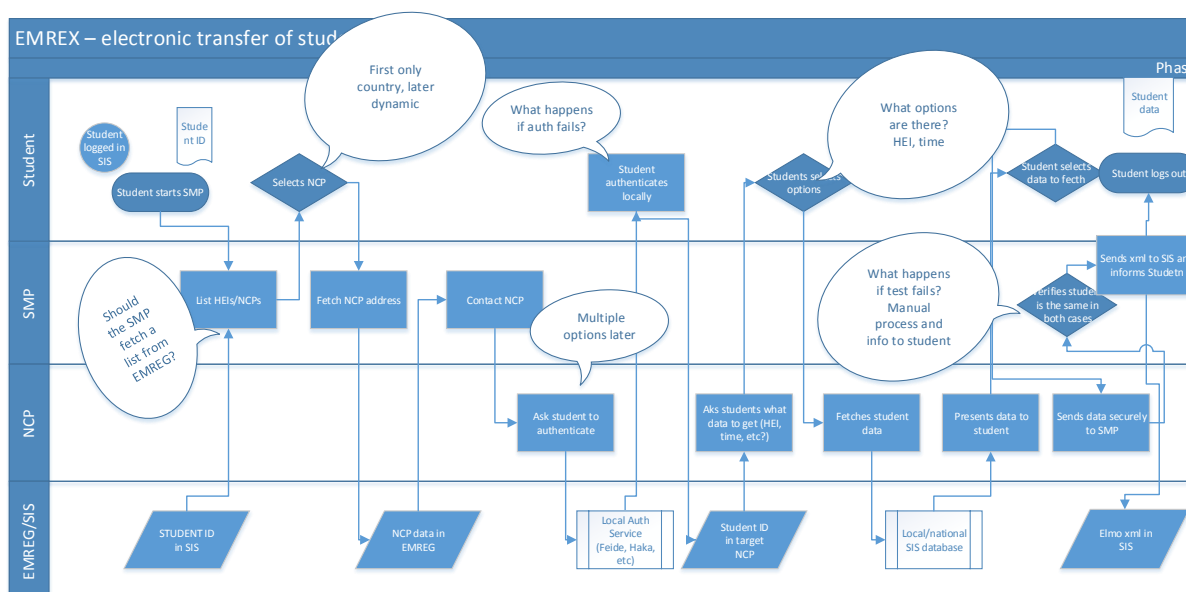 EMREX – electronic transfer of stud
Phas
Student
SMP
NCP
EMREG/SIS
Student
logged in
SIS
Stude
nt ID
Student starts SMP
First only
country, later
dynamic
Selects NCP
What happens
if auth fails?
Student
authenticates
locally
What options
are there?
HEI, time
Students selects
options
Student
data
Student selects
data to fecth
Student logs out
Should
the SMP
fetch a
list from
EMREG?
List HEIs/NCPs
Fetch NCP address
Contact NCP
Multiple
options later
What happens
if test fails?
Manual
process and
info to student
Verifies student
is the same in
both cases
Sends xml to SIS and
informs Studetn
Ask student to
authenticate
Aks students what
data to get (HEI,
time, etc?)
Fetches student
data
Presents data to
student
Sends data securely
to SMP
STUDENT ID
in SIS
NCP data in
EMREG
Local Auth
Service
(Feide, Haka,
etc)
Student ID
in target
NCP
Local/national
SIS database
Elmo xml in
SIS